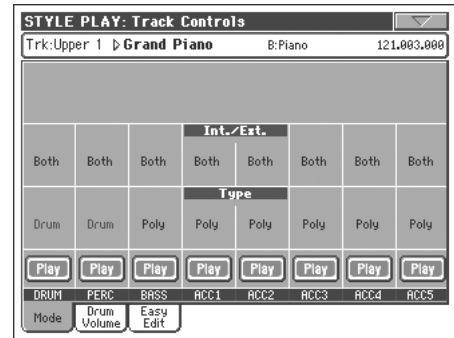 STYLE PLAY: Track Controls
Trk:Upper 1 ▷Grand Piano B:Piano 121.003.000
Int./Ext.
Both Both Both Both Both Both Both Both
Type
Drum Drum Poly Poly Poly Poly Poly Poly
Play Play Play Play Play Play Play Play
DRUM PERC BASS ACC1 ACC2 ACC3 ACC4 ACC5
Mode Drum Volume Easy Edit